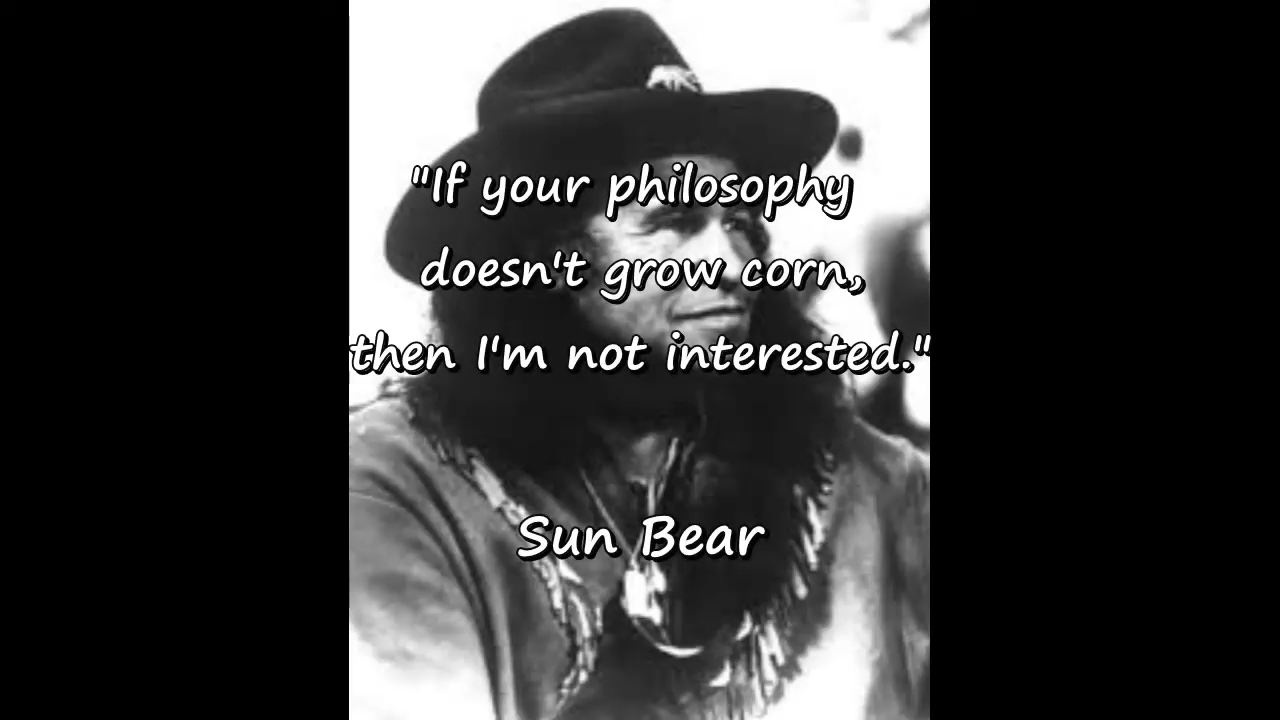 "If your philosophy
doesn't grow corn,
then I'm not interested."
Sun Bear